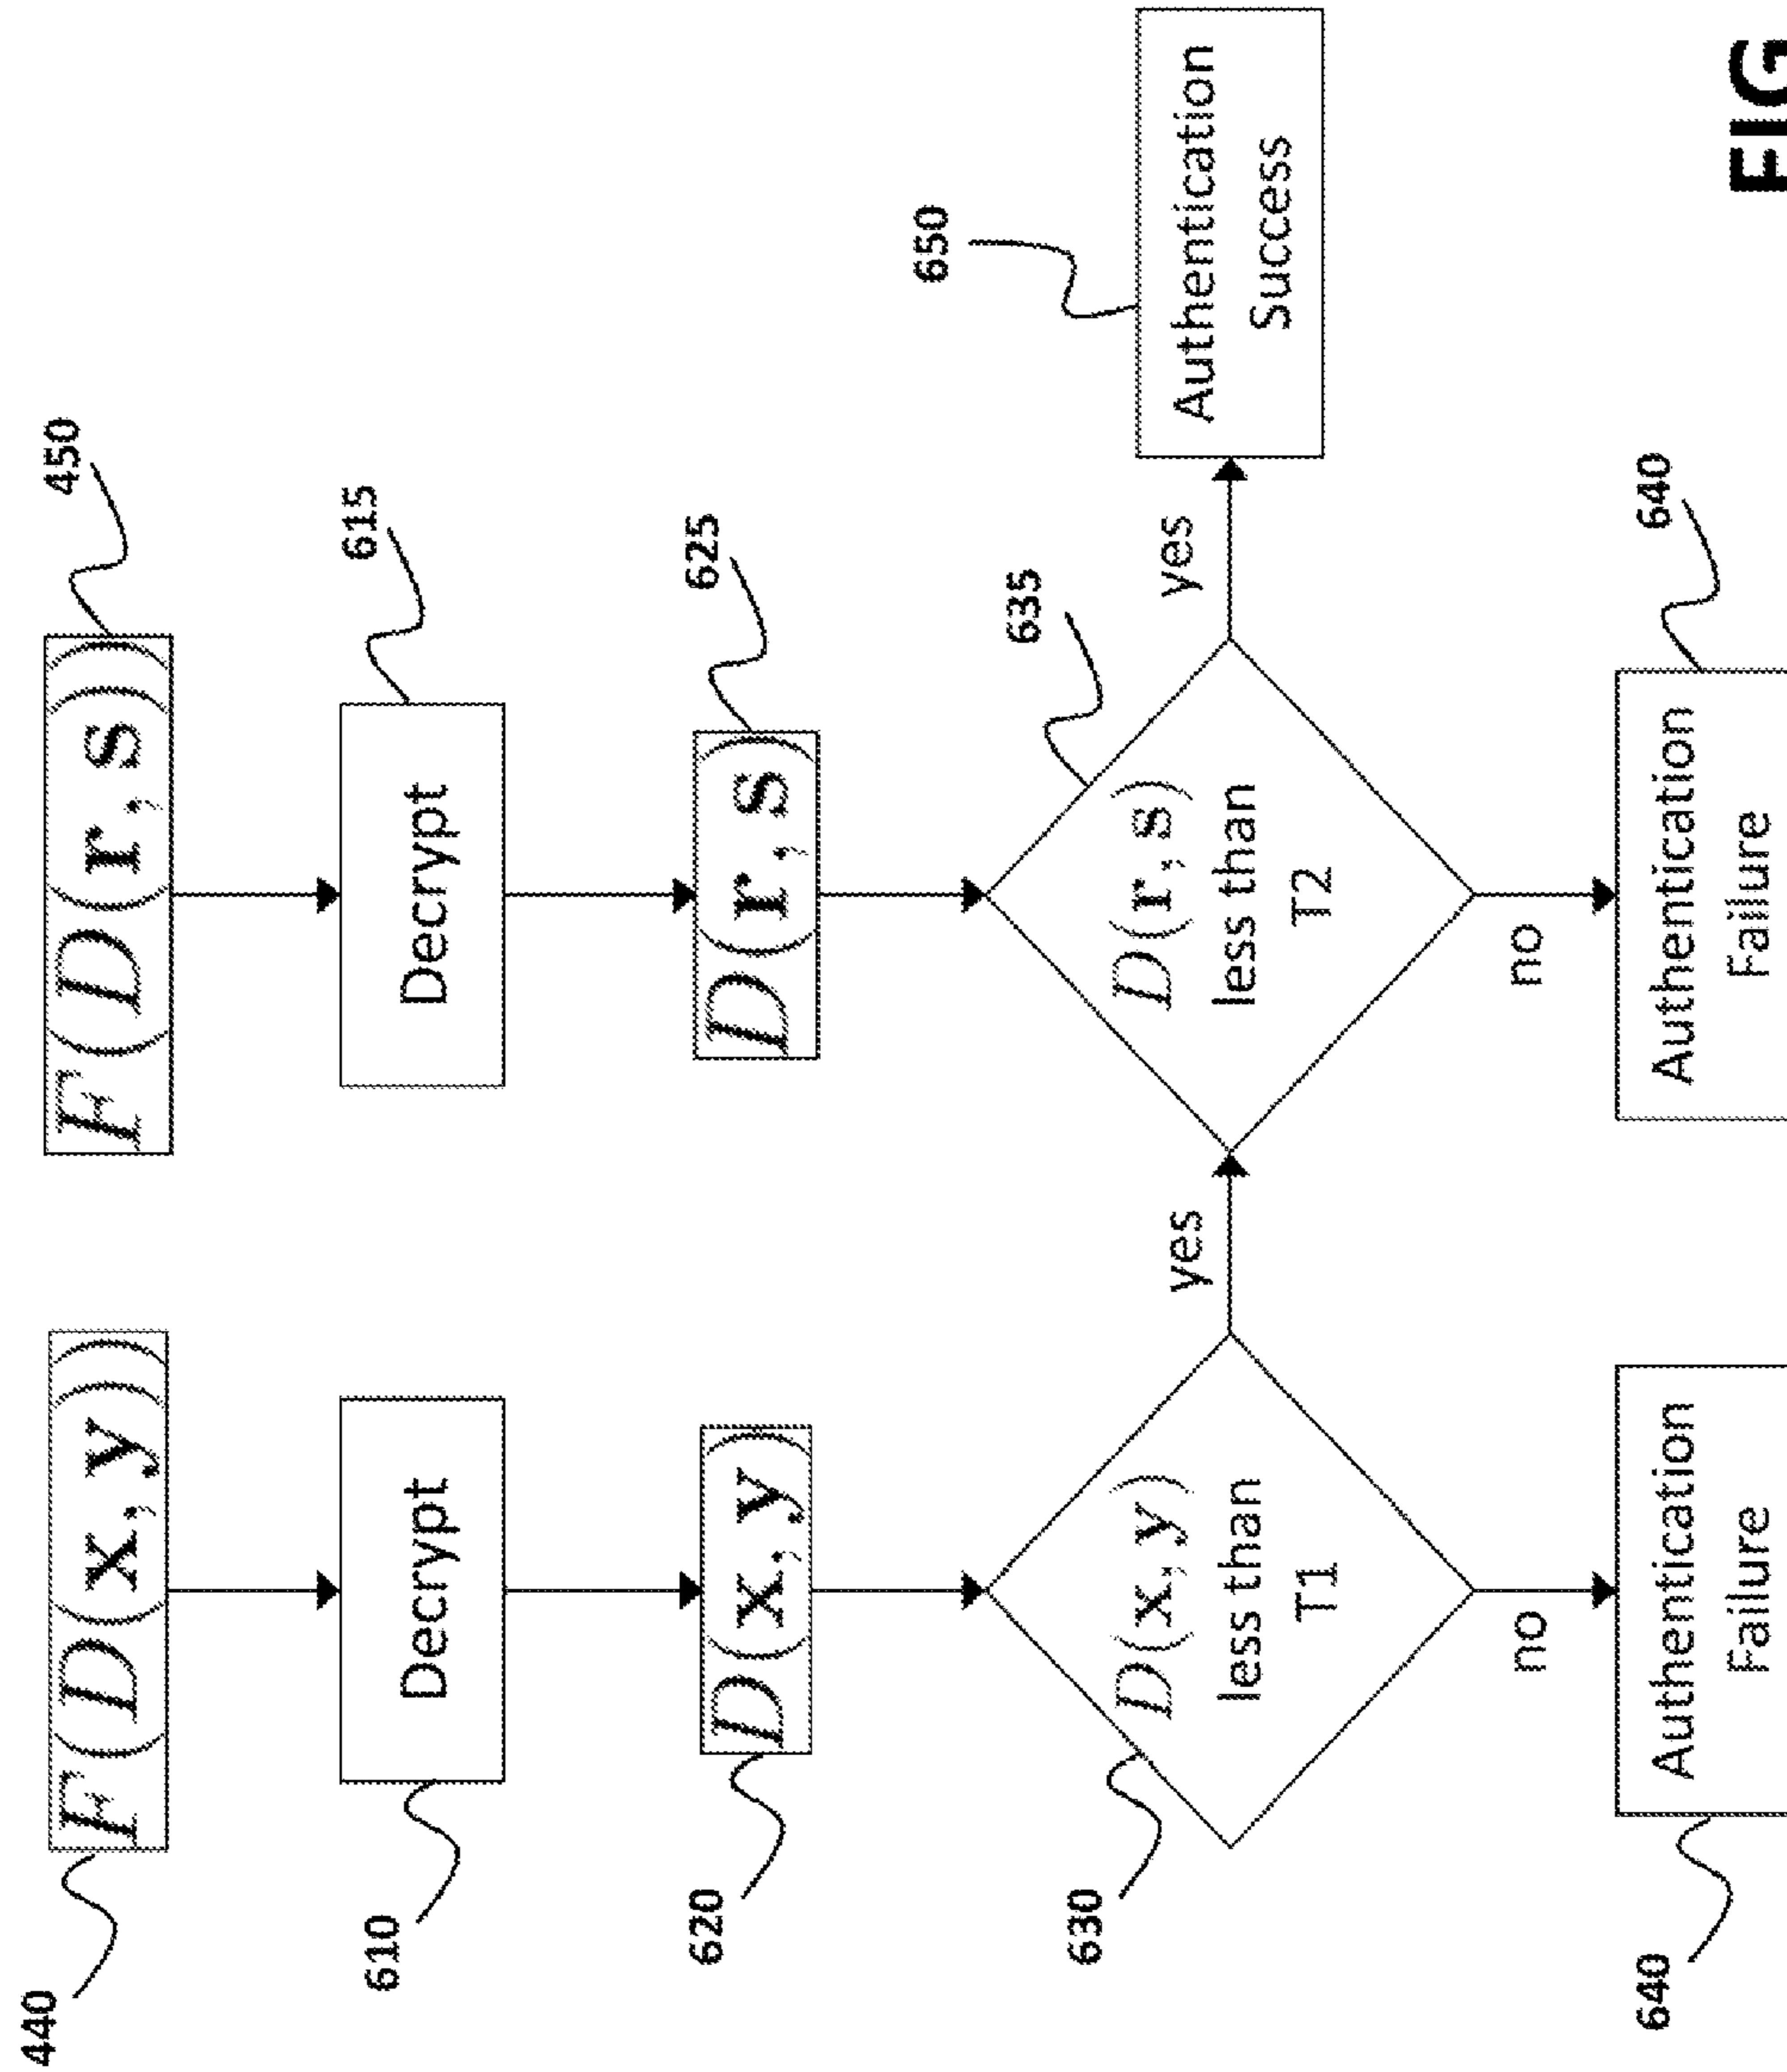 440
F(D(x, y))
F(D(r, s))
450
610
Decrypt
Decrypt
615
620
D(x, y)
D(r, s)
625
630
D(x, y)
less than
T1
yes
635
D(r, s)
less than
T2
yes
650
Authentication
Success
no
no
640
Authentication
Failure
640
Authentication
Failure
FIG